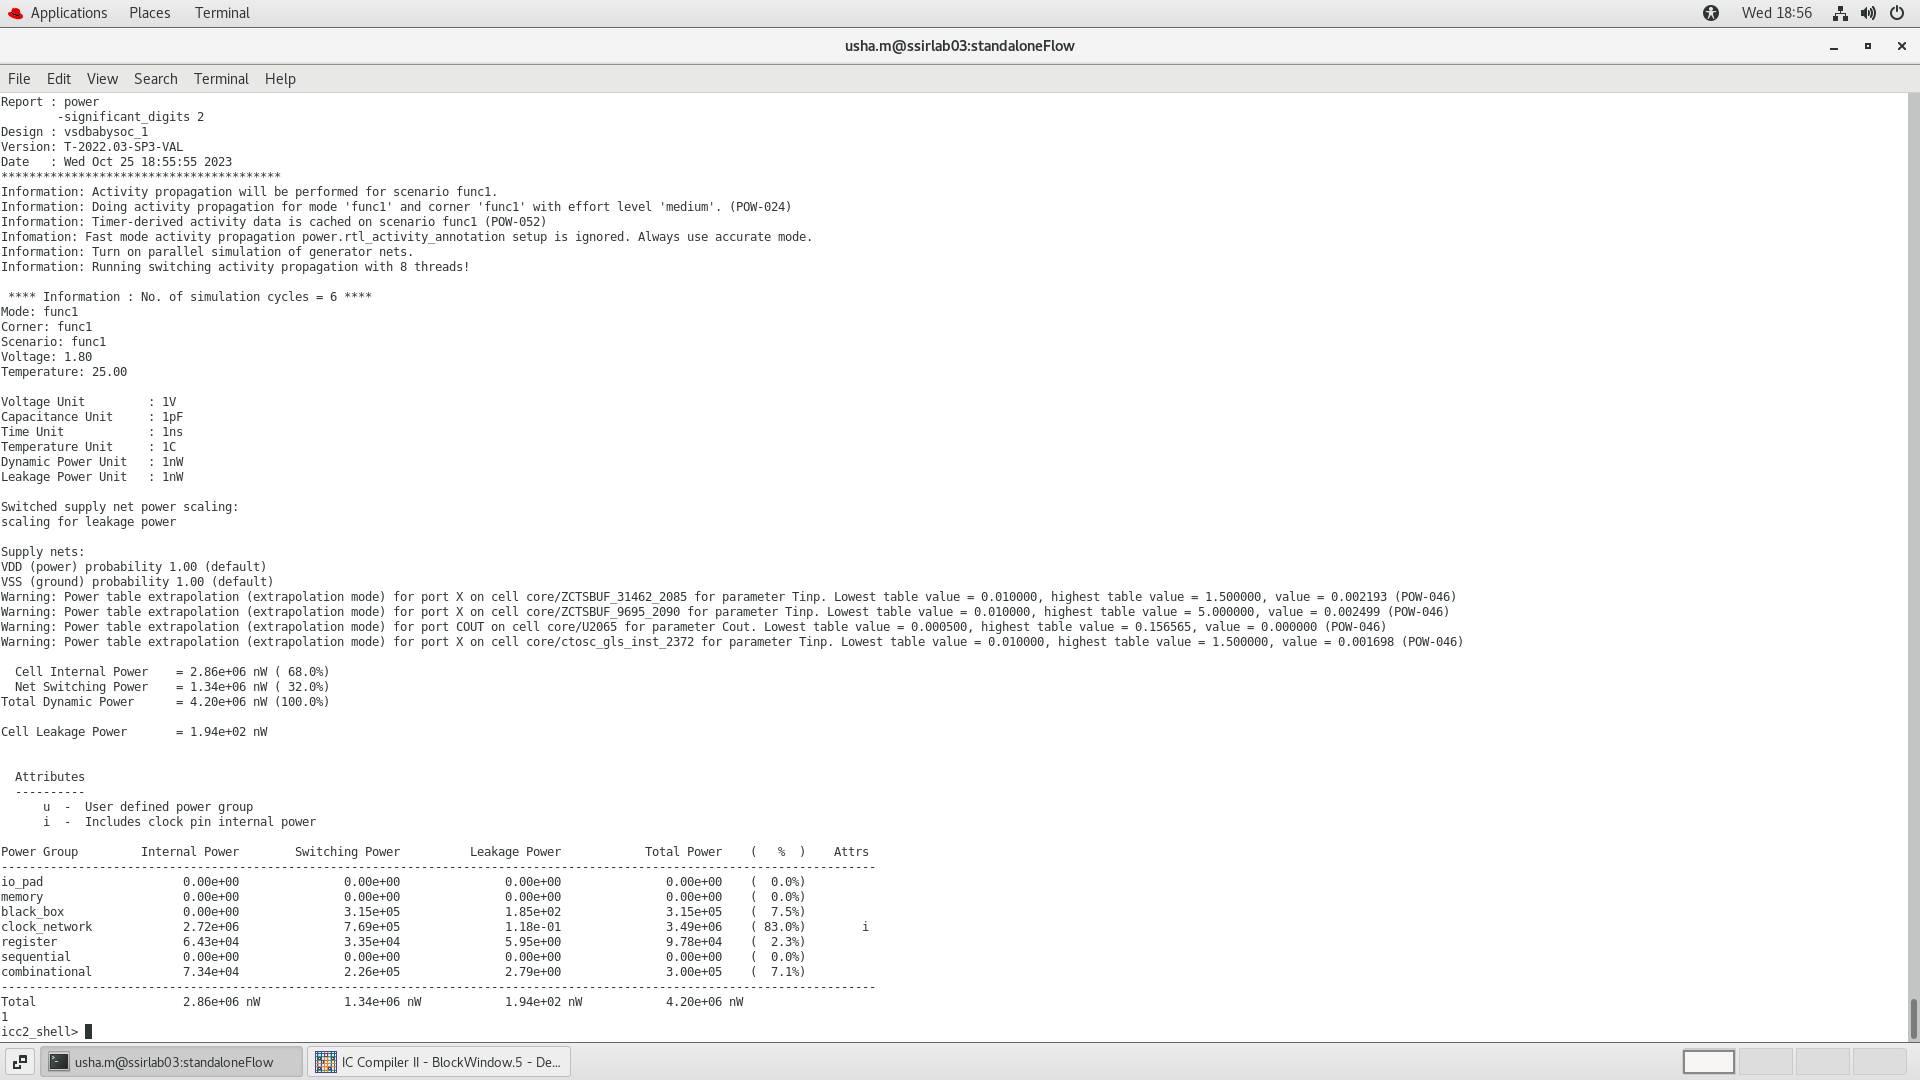 Applications Places Terminal Wed 18:56
usha.m@ssirlab03:standaloneFlow
File Edit View Search Terminal Help
Report : power
        -significant_digits 2
Design : vsdbabysoc_1
Version: T-2022.03-SP3-VAL
Date   : Wed Oct 25 18:55:55 2023
****************************************
Information: Activity propagation will be performed for scenario func1.
Information: Doing activity propagation for mode 'func1' and corner 'func1' with effort level 'medium'. (POW-024)
Information: Timer-derived activity data is cached on scenario func1 (POW-052)
Infomation: Fast mode activity propagation power.rtl_activity_annotation setup is ignored. Always use accurate mode.
Information: Turn on parallel simulation of generator nets.
Information: Running switching activity propagation with 8 threads!
 **** Information : No. of simulation cycles = 6 ****
Mode: func1
Corner: func1
Scenario: func1
Voltage: 1.80
Temperature: 25.00
Voltage Unit         : 1V
Capacitance Unit     : 1pF
Time Unit            : 1ns
Temperature Unit     : 1C
Dynamic Power Unit   : 1nW
Leakage Power Unit   : 1nW
Switched supply net power scaling:
scaling for leakage power
Supply nets:
VDD (power) probability 1.00 (default)
VSS (ground) probability 1.00 (default)
Warning: Power table extrapolation (extrapolation mode) for port X on cell core/ZCTSBUF_31462_2085 for parameter Tinp. Lowest table value = 0.010000, highest table value = 1.500000, value = 0.002193 (POW-046)
Warning: Power table extrapolation (extrapolation mode) for port X on cell core/ZCTSBUF_9695_2090 for parameter Tinp. Lowest table value = 0.010000, highest table value = 5.000000, value = 0.002499 (POW-046)
Warning: Power table extrapolation (extrapolation mode) for port COUT on cell core/U2065 for parameter Cout. Lowest table value = 0.000500, highest table value = 0.156565, value = 0.000000 (POW-046)
Warning: Power table extrapolation (extrapolation mode) for port X on cell core/ctosc_gls_inst_2372 for parameter Tinp. Lowest table value = 0.010000, highest table value = 1.500000, value = 0.001698 (POW-046)
  Cell Internal Power    = 2.86e+06 nW ( 68.0%)
  Net Switching Power    = 1.34e+06 nW ( 32.0%)
Total Dynamic Power      = 4.20e+06 nW (100.0%)
Cell Leakage Power       = 1.94e+02 nW
  Attributes
  ----------
      u  -  User defined power group
      i  -  Includes clock pin internal power
Power Group         Internal Power        Switching Power          Leakage Power            Total Power    (   %  )    Attrs
-----------------------------------------------------------------------------------------------------------------------------
io_pad                    0.00e+00               0.00e+00               0.00e+00               0.00e+00    (  0.0%)
memory                    0.00e+00               0.00e+00               0.00e+00               0.00e+00    (  0.0%)
black_box                 0.00e+00               3.15e+05               1.85e+02               3.15e+05    (  7.5%)
clock_network             2.72e+06               7.69e+05               1.18e-01               3.49e+06    ( 83.0%)        i
register                  6.43e+04               3.35e+04               5.95e+00               9.78e+04    (  2.3%)
sequential                0.00e+00               0.00e+00               0.00e+00               0.00e+00    (  0.0%)
combinational             7.34e+04               2.26e+05               2.79e+00               3.00e+05    (  7.1%)
-----------------------------------------------------------------------------------------------------------------------------
Total                     2.86e+06 nW            1.34e+06 nW            1.94e+02 nW            4.20e+06 nW
1
icc2_shell>
usha.m@ssirlab03:standaloneFlow IC Compiler II - BlockWindow.5 - De...